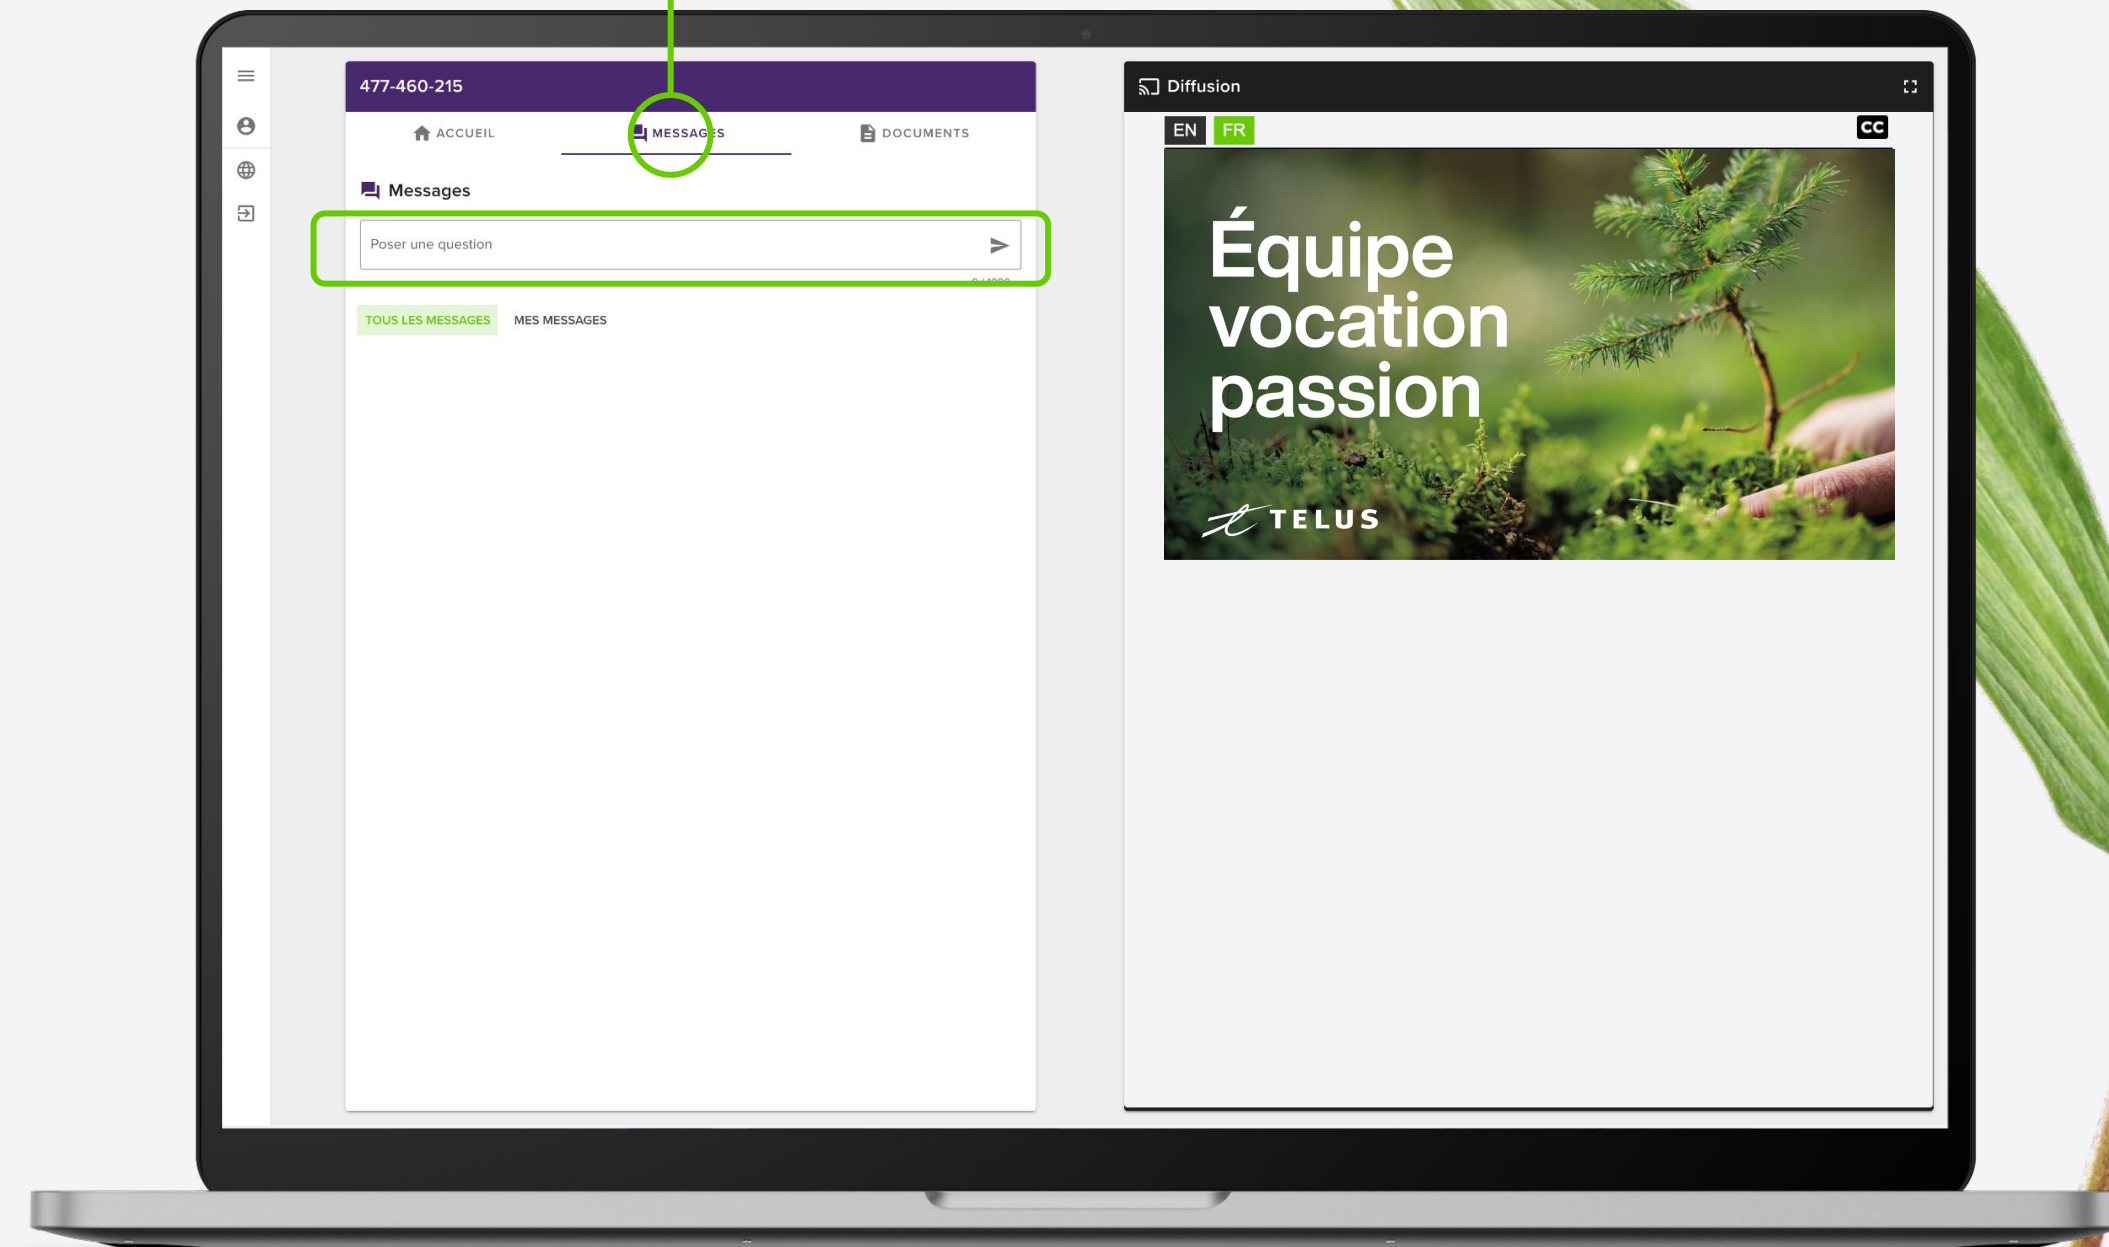 477-460-215
ACCUEIL
MESSAGES
DOCUMENTS
Messages
Poser une question
TOUS LES MESSAGES
MES MESSAGES
Diffusion
EN
FR
CC
Équipe
vocation
passion
TELUS